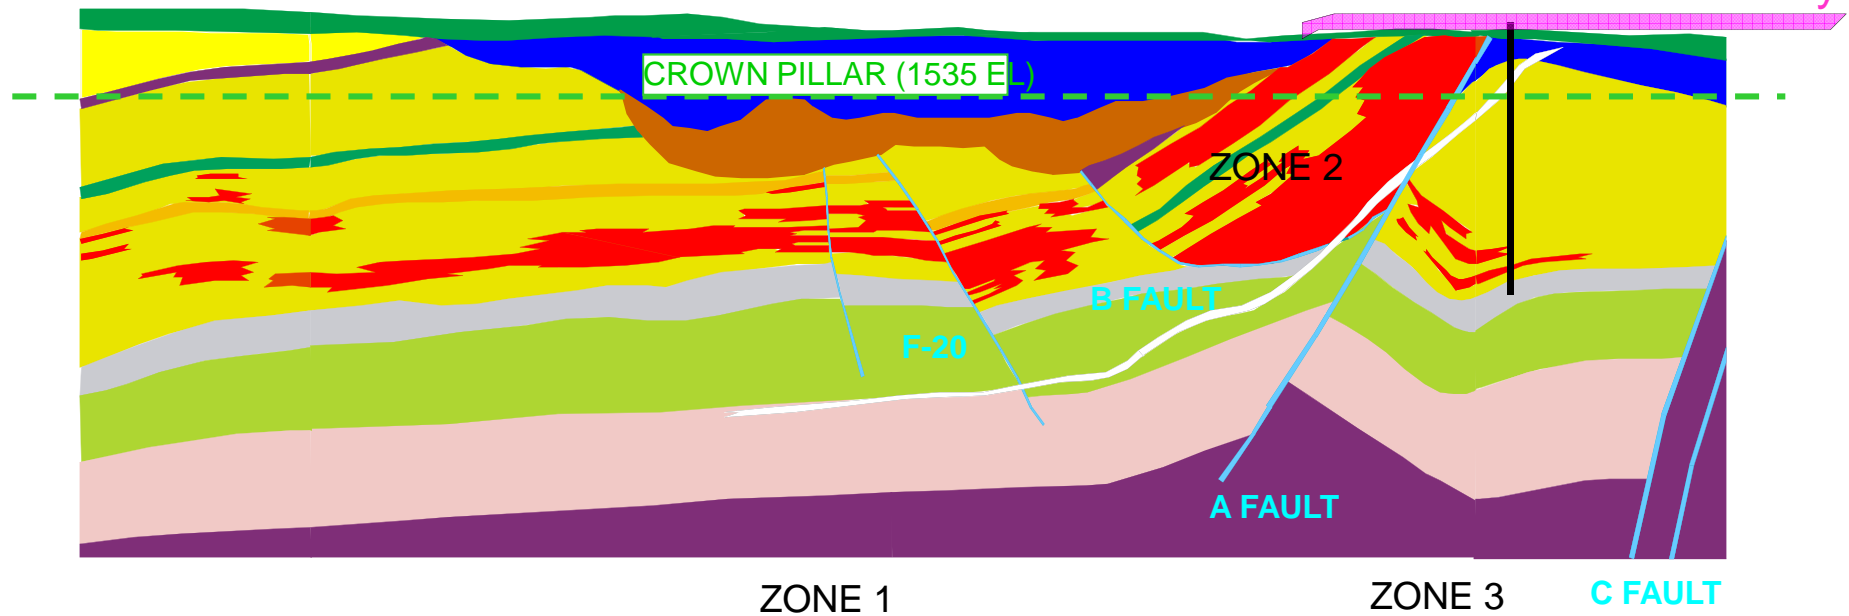 y
CROWN PILLAR (1535 EL)
ZONE 2
B FAULT
F-20
A FAULT
ZONE 1
ZONE 3
C FAULT